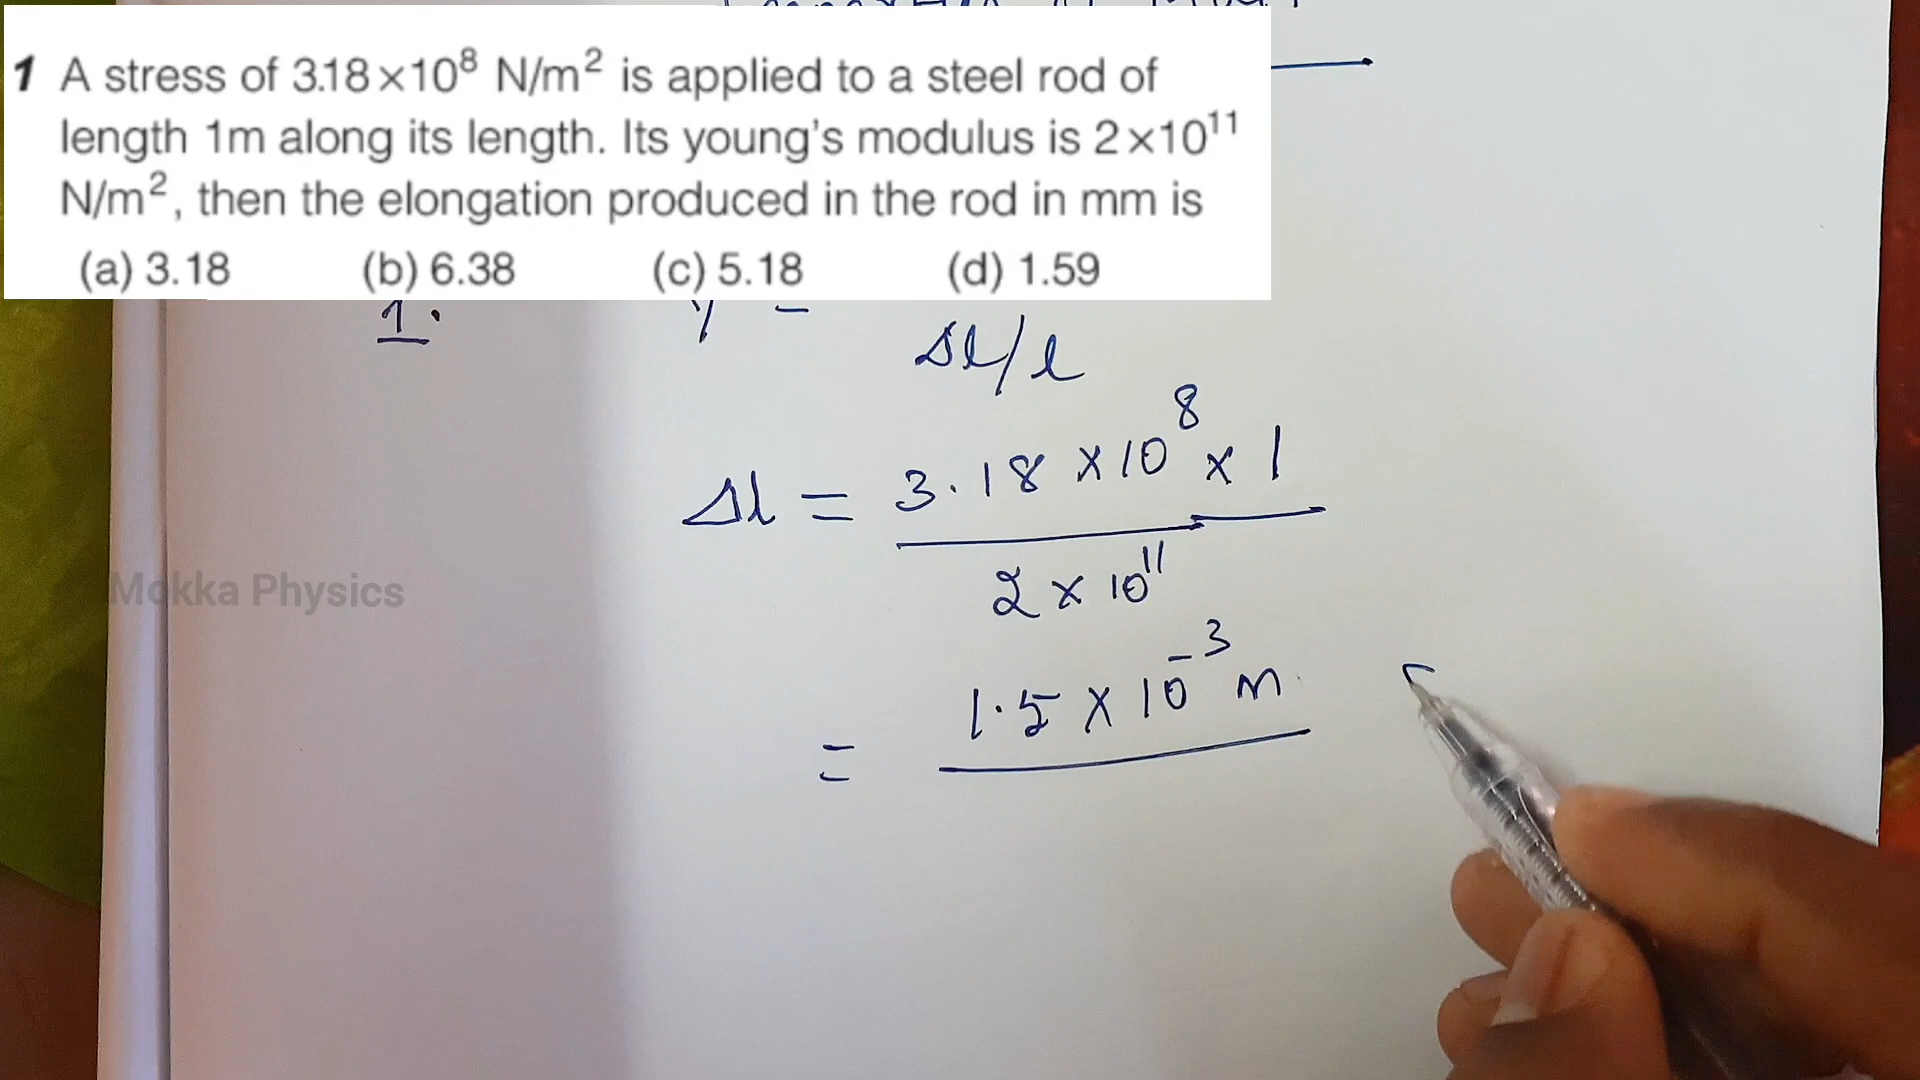 1 A stress of 3.18×10⁸ N/m² is applied to a steel rod of
length 1m along its length. Its young's modulus is 2×10¹¹
N/m², then the elongation produced in the rod in mm is
(a) 3.18 (b) 6.38 (c) 5.18 (d) 1.59
1. Y =
Δl/l
Δl = 3.18 × 10⁸ × 1
2 × 10¹¹
= 1.5 × 10⁻³ m.
Mokka Physics